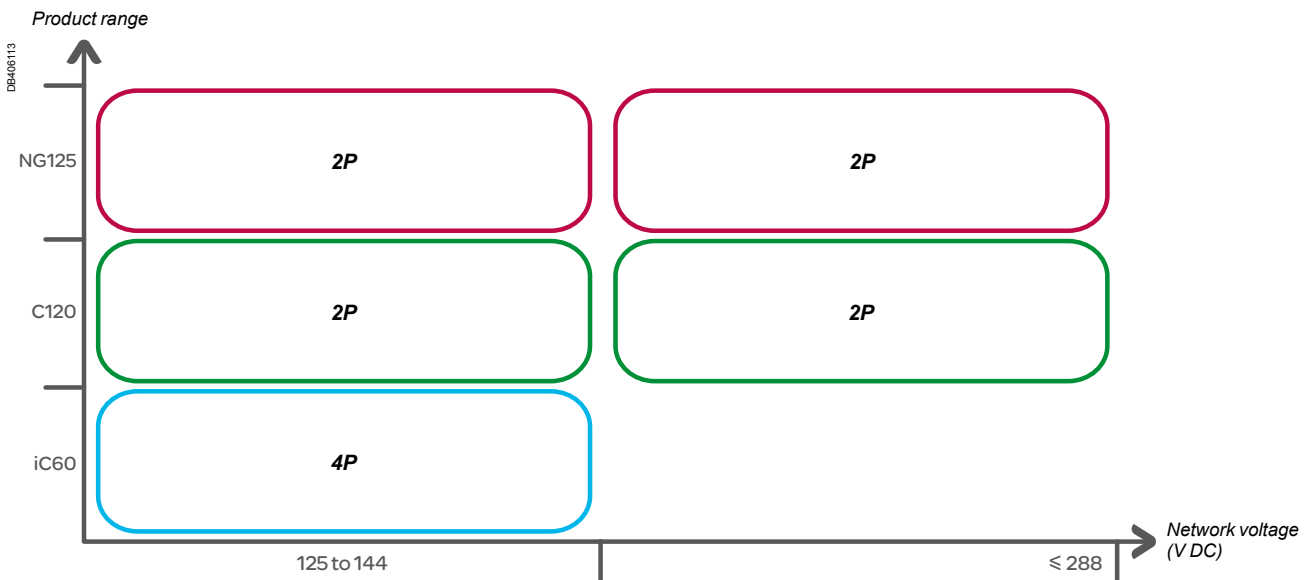 Product range
DB406113
NG125
2P
2P
C120
2P
2P
iC60
4P
Network voltage
(V DC)
125 to 144
⩽ 288